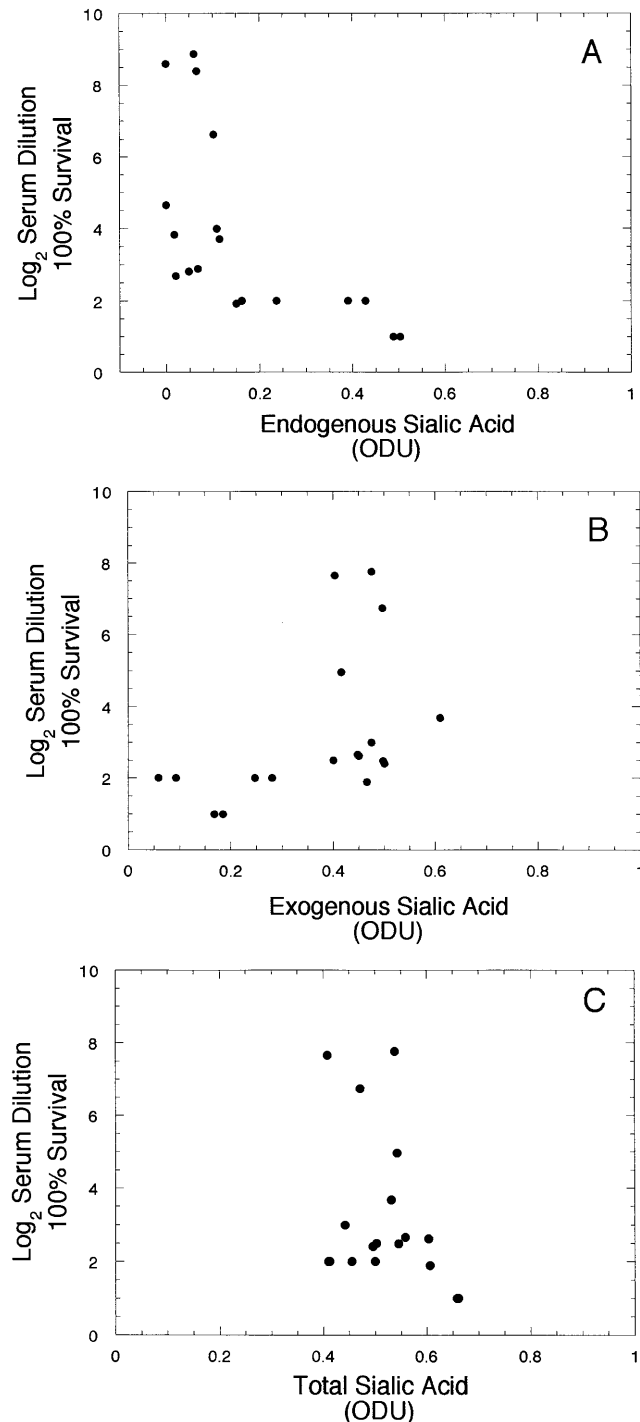 A
10
8
6
4
2
0
Log2 Serum Dilution
100% Survival
0
0.2
0.4
0.6
0.8
1
Endogenous Sialic Acid
(ODU)
B
10
8
6
4
2
0
Log2 Serum Dilution
100% Survival
0
0.2
0.4
0.6
0.8
1
Exogenous Sialic Acid
(ODU)
C
10
8
6
4
2
0
Log2 Serum Dilution
100% Survival
0
0.2
0.4
0.6
0.8
1
Total Sialic Acid
(ODU)